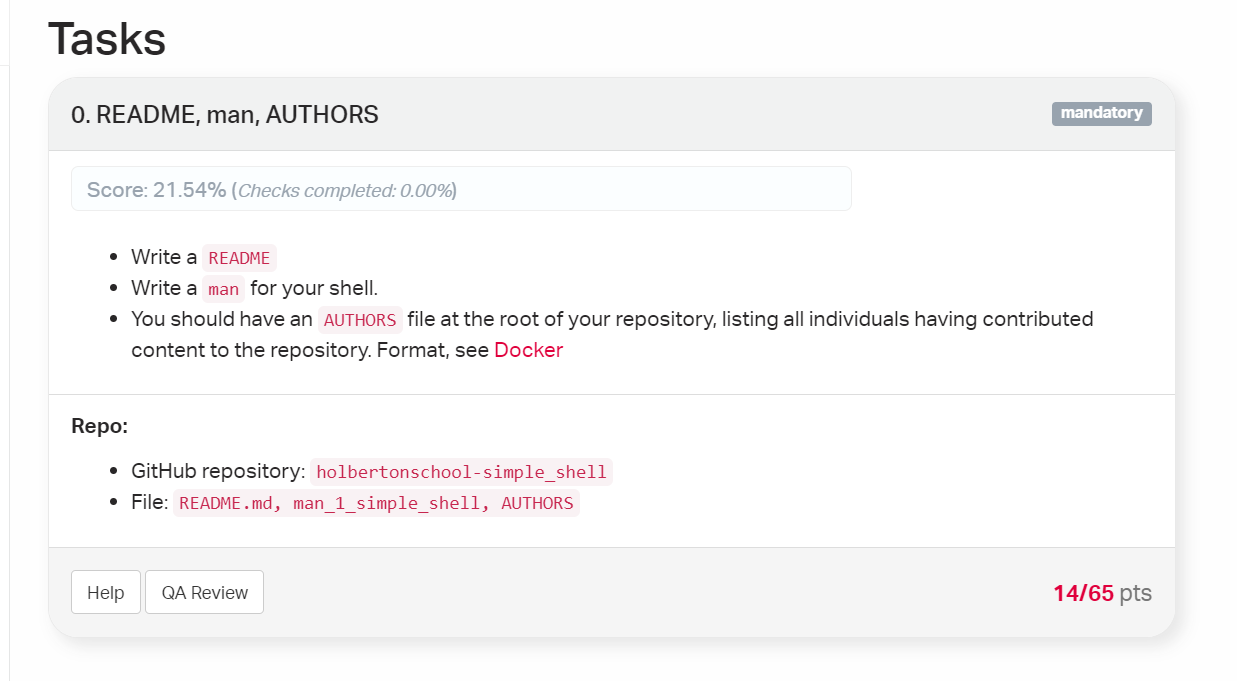 Tasks
0. README, man, AUTHORS
mandatory
Score: 21.54% (Checks completed: 0.00%)
Write a README
Write a man for your shell.
You should have an AUTHORS file at the root of your repository, listing all individuals having contributed
content to the repository. Format, see Docker
Repo:
GitHub repository: holbertonschool-simple_shell
File: README.md, man_1_simple_shell, AUTHORS
Help
QA Review
14/65 pts